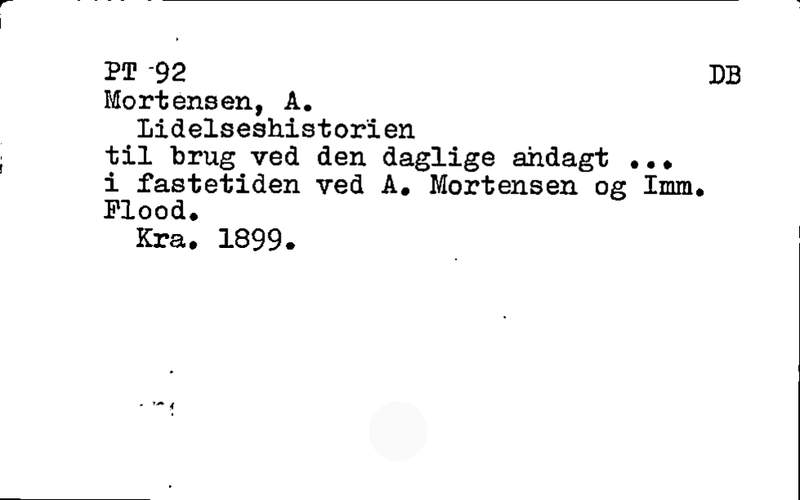 PT 92 DB
Mortensen, A.
Lidelseshistorien
til brug ved den daglige andagt ...
i fastetiden ved A. Mortensen og Imm.
Flood.
Kra. 1899.